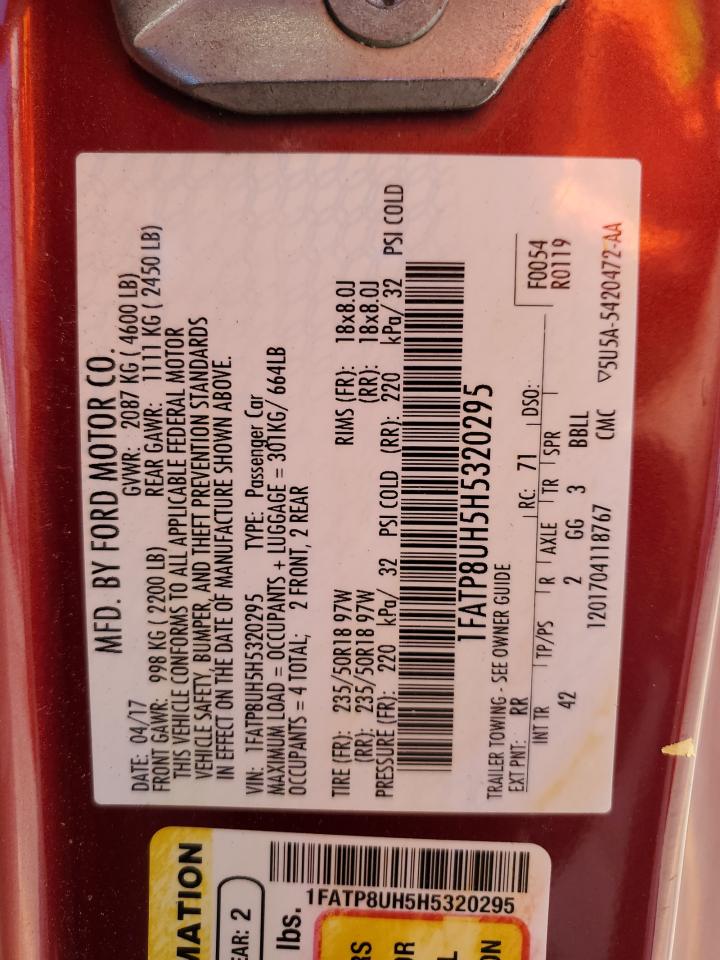 MFD. BY FORD MOTOR CO.
DATE: 04/17 GVWR: 2087 KG ( 4600 LB)
FRONT GAWR: 998 KG ( 2200 LB) REAR GAWR: 1111 KG ( 2450 LB)
THIS VEHICLE CONFORMS TO ALL APPLICABLE FEDERAL MOTOR
VEHICLE SAFETY, BUMPER, AND THEFT PREVENTION STANDARDS
IN EFFECT ON THE DATE OF MANUFACTURE SHOWN ABOVE.
VIN: 1FATP8UH5H5320295 TYPE: Passenger Car
MAXIMUM LOAD = OCCUPANTS + LUGGAGE = 301KG/ 664LB
OCCUPANTS = 4 TOTAL; 2 FRONT, 2 REAR
TIRE (FR): 235/50R18 97W RIMS (FR): 18x8.0J
(RR): 235/50R18 97W (RR): 18x8.0J
PRESSURE (FR): 220 kPa/ 32 PSI COLD (RR): 220 kPa/ 32 PSI COLD
1FATP8UH5H5320295
TRAILER TOWING - SEE OWNER GUIDE
EXT PNT: RR RC: 71 DSO: F0054
R0119
INT TR TP/PS R AXLE TR SPR
42 2 GG 3 BBLL
1201704118767 CMC ▽5U5A-5420472-AA
MATION
EAR: 2
lbs.
1FATP8UH5H5320295
RS
OR
L
ON